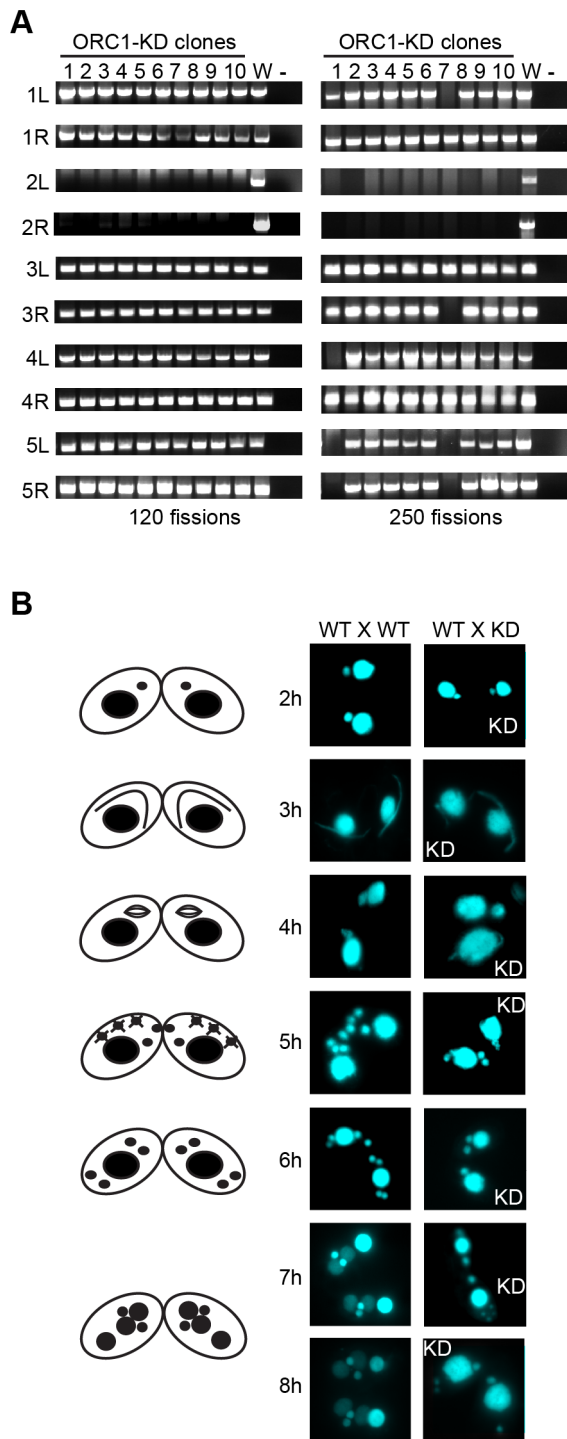 A
ORC1-KD clones
1 2 3 4 5 6 7 8 9 10 W -
ORC1-KD clones
1 2 3 4 5 6 7 8 9 10 W -
1L
1R
2L
2R
3L
3R
4L
4R
5L
5R
120 fissions
250 fissions
B
WT X WT
WT X KD
2h
KD
3h
KD
4h
KD
5h
KD
6h
KD
7h
KD
8h
KD